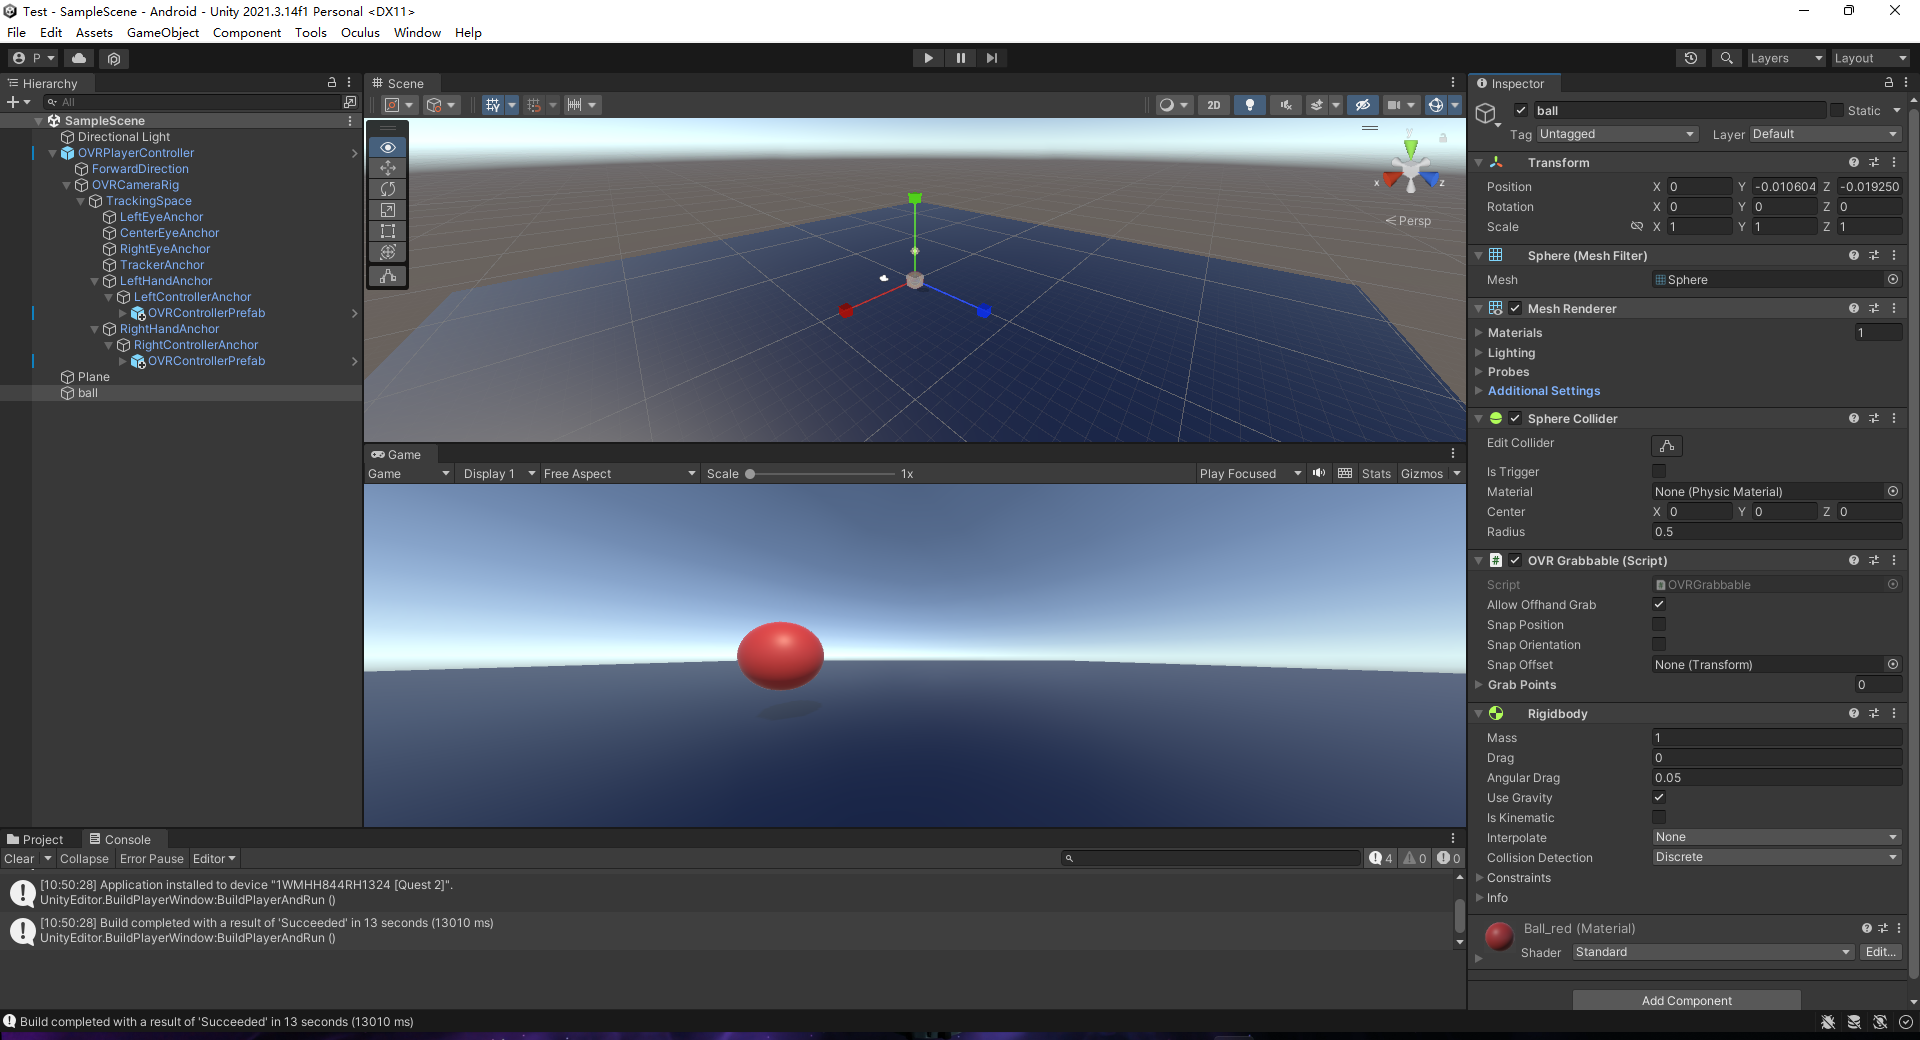 Test - SampleScene - Android - Unity 2021.3.14f1 Personal <DX11>
File Edit Assets GameObject Component Tools Oculus Window Help
P
Layers Layout
Hierarchy
All
SampleScene
Directional Light
OVRPlayerController
ForwardDirection
OVRCameraRig
TrackingSpace
LeftEyeAnchor
CenterEyeAnchor
RightEyeAnchor
TrackerAnchor
LeftHandAnchor
LeftControllerAnchor
OVRControllerPrefab
RightHandAnchor
RightControllerAnchor
OVRControllerPrefab
Plane
ball
Scene
2D
y
x
z
Persp
Game
Game Display 1 Free Aspect Scale 1x Play Focused Stats Gizmos
Inspector
ball Static
Tag Untagged Layer Default
Transform
Position X 0 Y -0.010604 Z -0.019250
Rotation X 0 Y 0 Z 0
Scale X 1 Y 1 Z 1
Sphere (Mesh Filter)
Mesh Sphere
Mesh Renderer
Materials 1
Lighting
Probes
Additional Settings
Sphere Collider
Edit Collider
Is Trigger
Material None (Physic Material)
Center X 0 Y 0 Z 0
Radius 0.5
OVR Grabbable (Script)
Script OVRGrabbable
Allow Offhand Grab
Snap Position
Snap Orientation
Snap Offset None (Transform)
Grab Points 0
Rigidbody
Mass 1
Drag 0
Angular Drag 0.05
Use Gravity
Is Kinematic
Interpolate None
Collision Detection Discrete
Constraints
Info
Ball_red (Material)
Shader Standard Edit...
Add Component
Project Console
Clear Collapse Error Pause Editor 4 0 0
[10:50:28] Application installed to device "1WMHH844RH1324 [Quest 2]".
UnityEditor.BuildPlayerWindow:BuildPlayerAndRun ()
[10:50:28] Build completed with a result of 'Succeeded' in 13 seconds (13010 ms)
UnityEditor.BuildPlayerWindow:BuildPlayerAndRun ()
Build completed with a result of 'Succeeded' in 13 seconds (13010 ms)